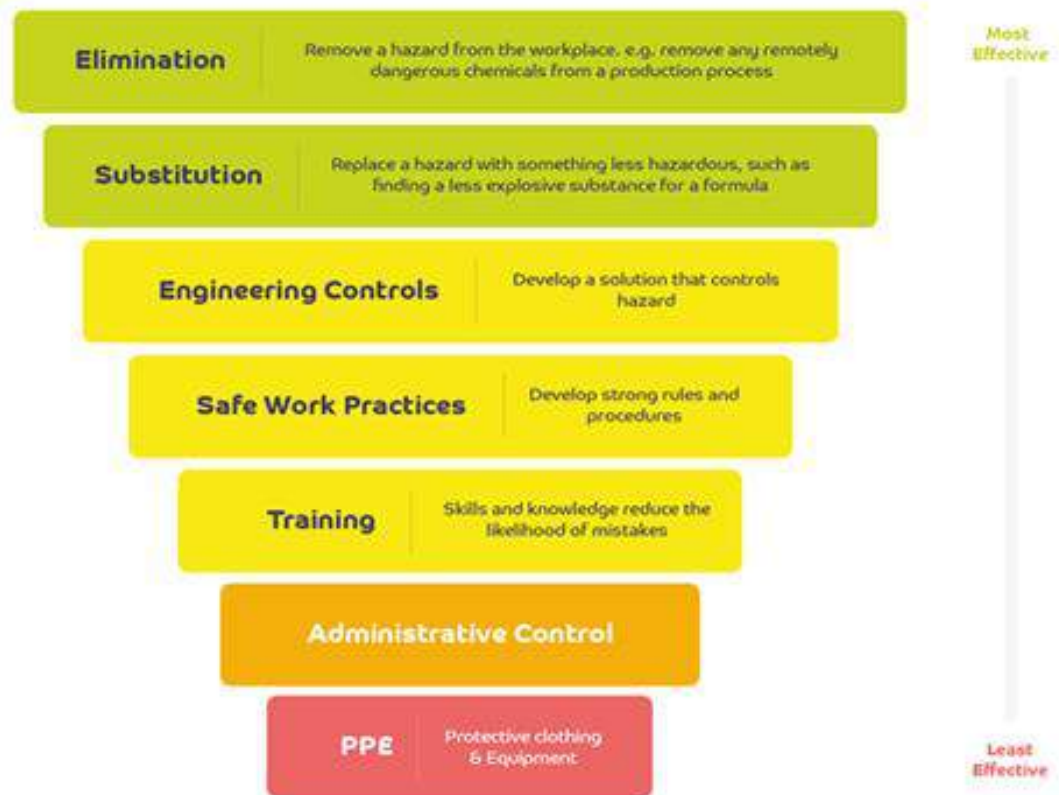 Elimination
Remove a hazard from the workplace. e.g. remove any remotely
dangerous chemicals from a production process
Most
Effective
Substitution
Replace a hazard with something less hazardous, such as
finding a less explosive substance for a formula
Engineering Controls
Develop a solution that controls
hazard
Safe Work Practices
Develop strong rules and
procedures
Training
Skills and knowledge reduce the
likelihood of mistakes
Administrative Control
PPE
Protective clothing
& Equipment
Least
Effective